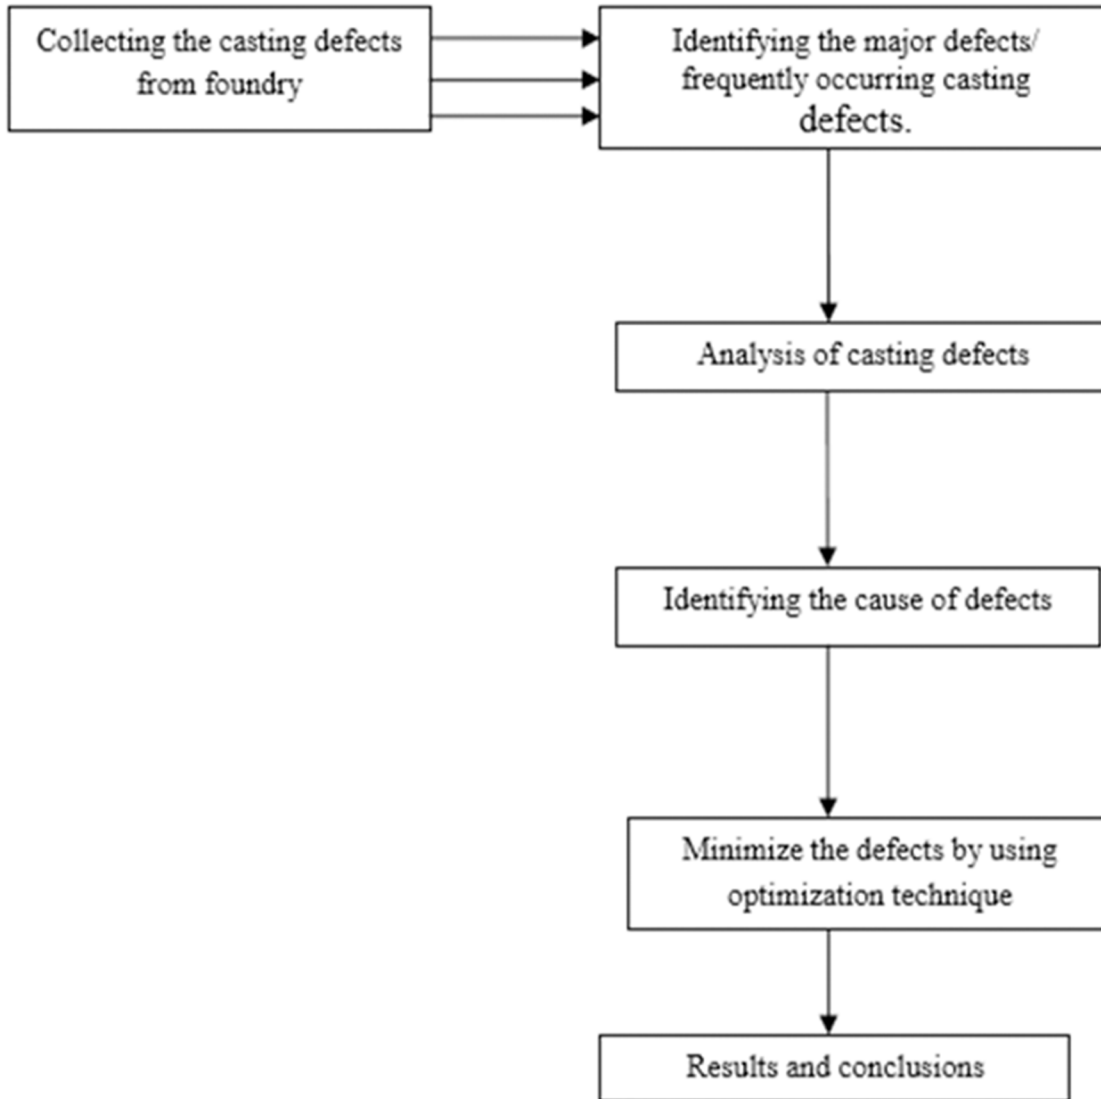 Collecting the casting defects
from foundry
Identifying the major defects/
frequently occurring casting
defects.
Analysis of casting defects
Identifying the cause of defects
Minimize the defects by using
optimization technique
Results and conclusions